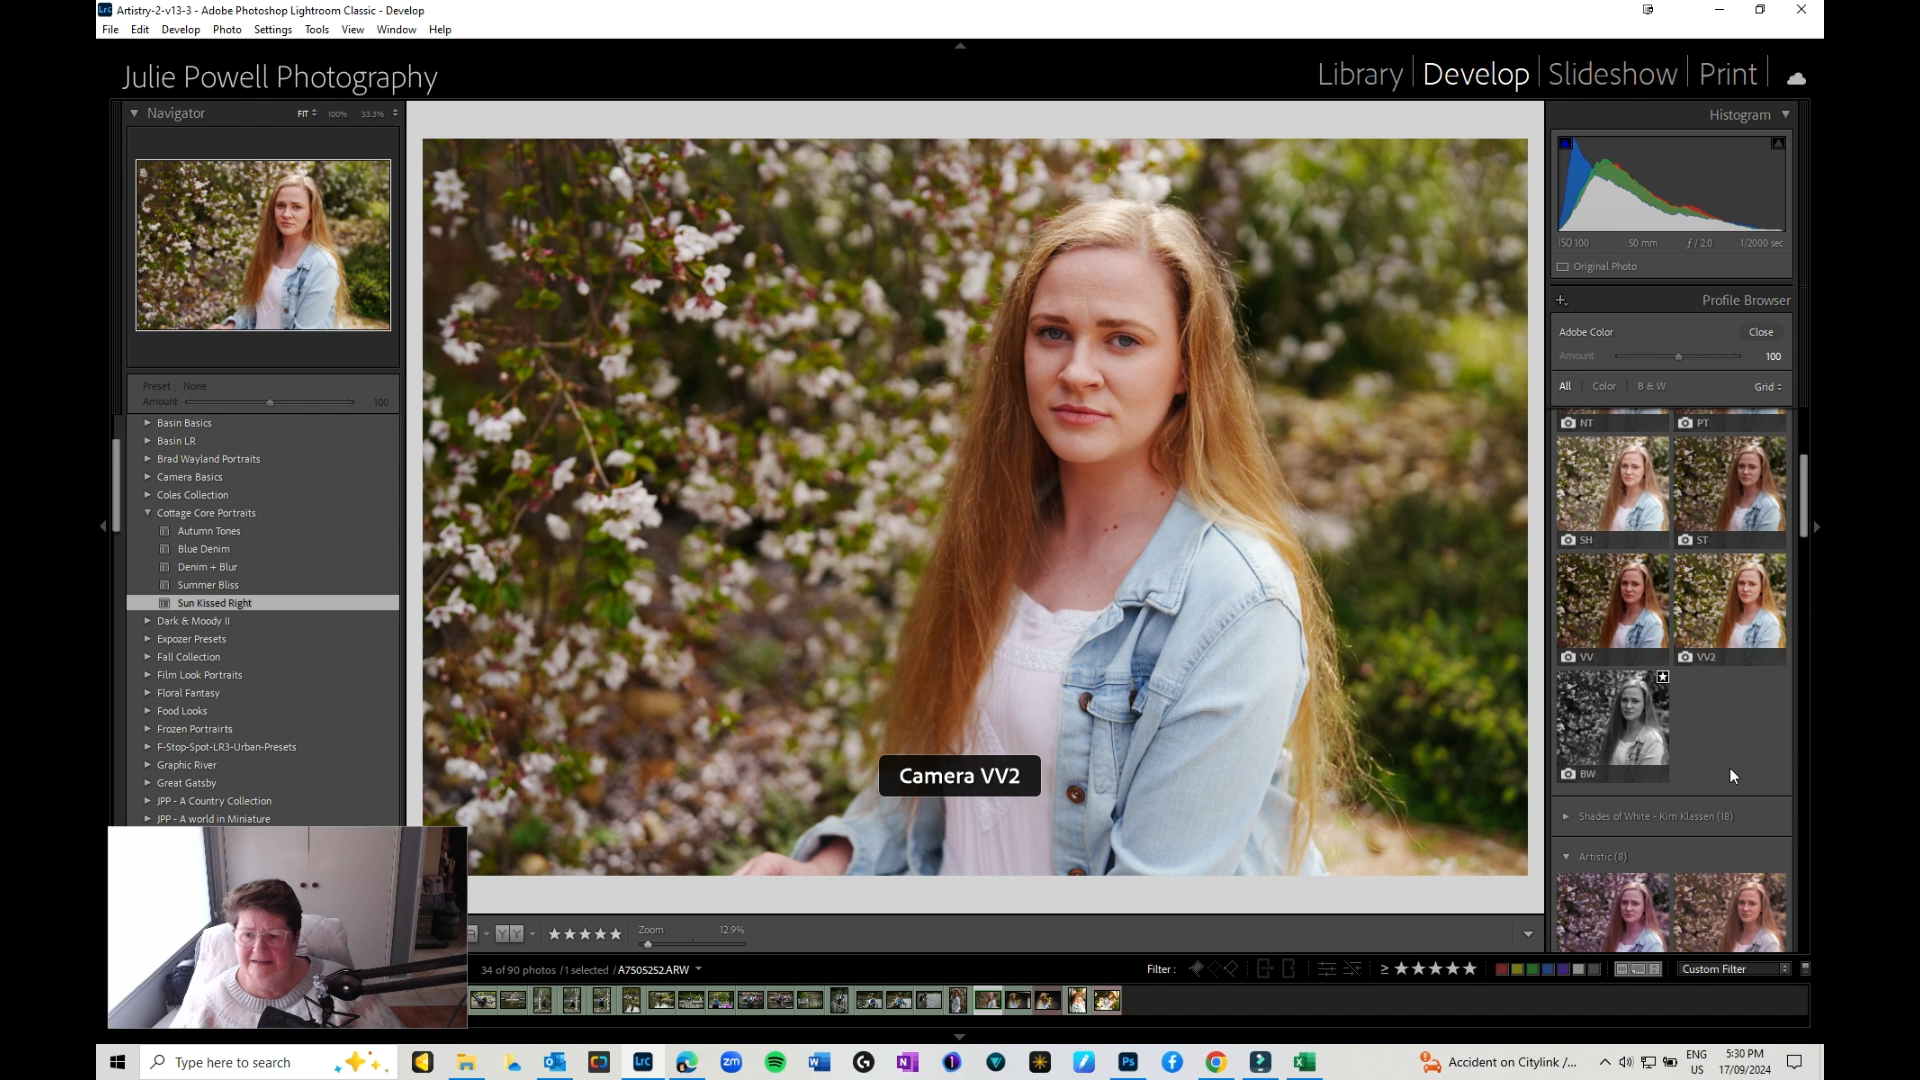 Artistry-2-v13-3 - Adobe Photoshop Lightroom Classic - Develop
File Edit Develop Photo Settings Tools View Window Help
Julie Powell Photography
Library Develop Slideshow Print
Navigator FIT 100% 33.3%
Preset : None
Amount 100
Basin Basics
Basin LR
Brad Wayland Portraits
Camera Basics
Coles Collection
Cottage Core Portraits
Autumn Tones
Blue Denim
Denim + Blur
Summer Bliss
Sun Kissed Right
Dark & Moody II
Expozer Presets
Fall Collection
Film Look Portraits
Floral Fantasy
Food Looks
Frozen Portrairts
F-Stop-Spot-LR3-Urban-Presets
Graphic River
Great Gatsby
JPP - A Country Collection
JPP - A world in Miniature
Camera VV2
Histogram
ISO 100 50 mm ƒ / 2.0 1/2000 sec
Original Photo
Profile Browser
Adobe Color Close
Amount 100
All Color B & W Grid
NT PT
SH ST
VV VV2
BW
Shades of White - Kim Klassen (18)
Artistic (8)
Zoom 12.9%
34 of 90 photos / 1 selected / A7505252.ARW
Filter : ≥ Custom Filter
Type here to search
Accident on Citylink /...
ENG
US
5:30 PM
17/09/2024